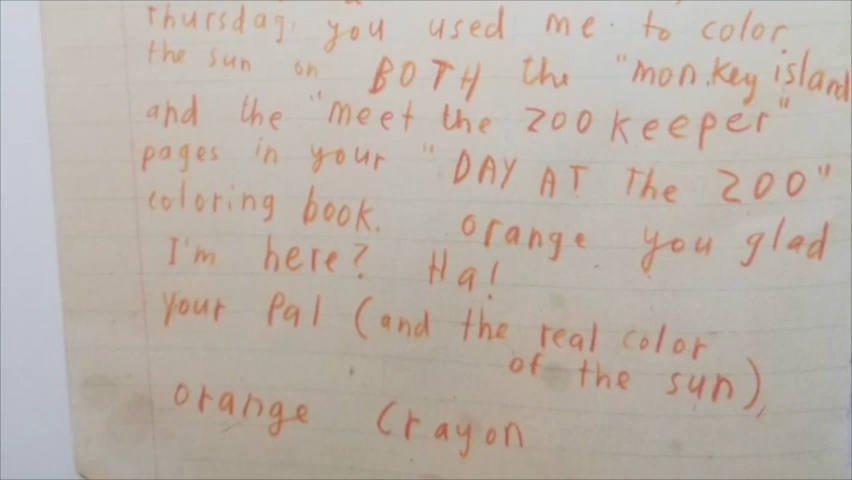 Thursday, you used me to color
the sun on BOTH the "monkey island
and the "meet the zookeeper"
pages in your "DAY AT The ZOO"
coloring book. orange you glad
I'm here? Ha!
your Pal (and the real color
of the sun),
orange Crayon